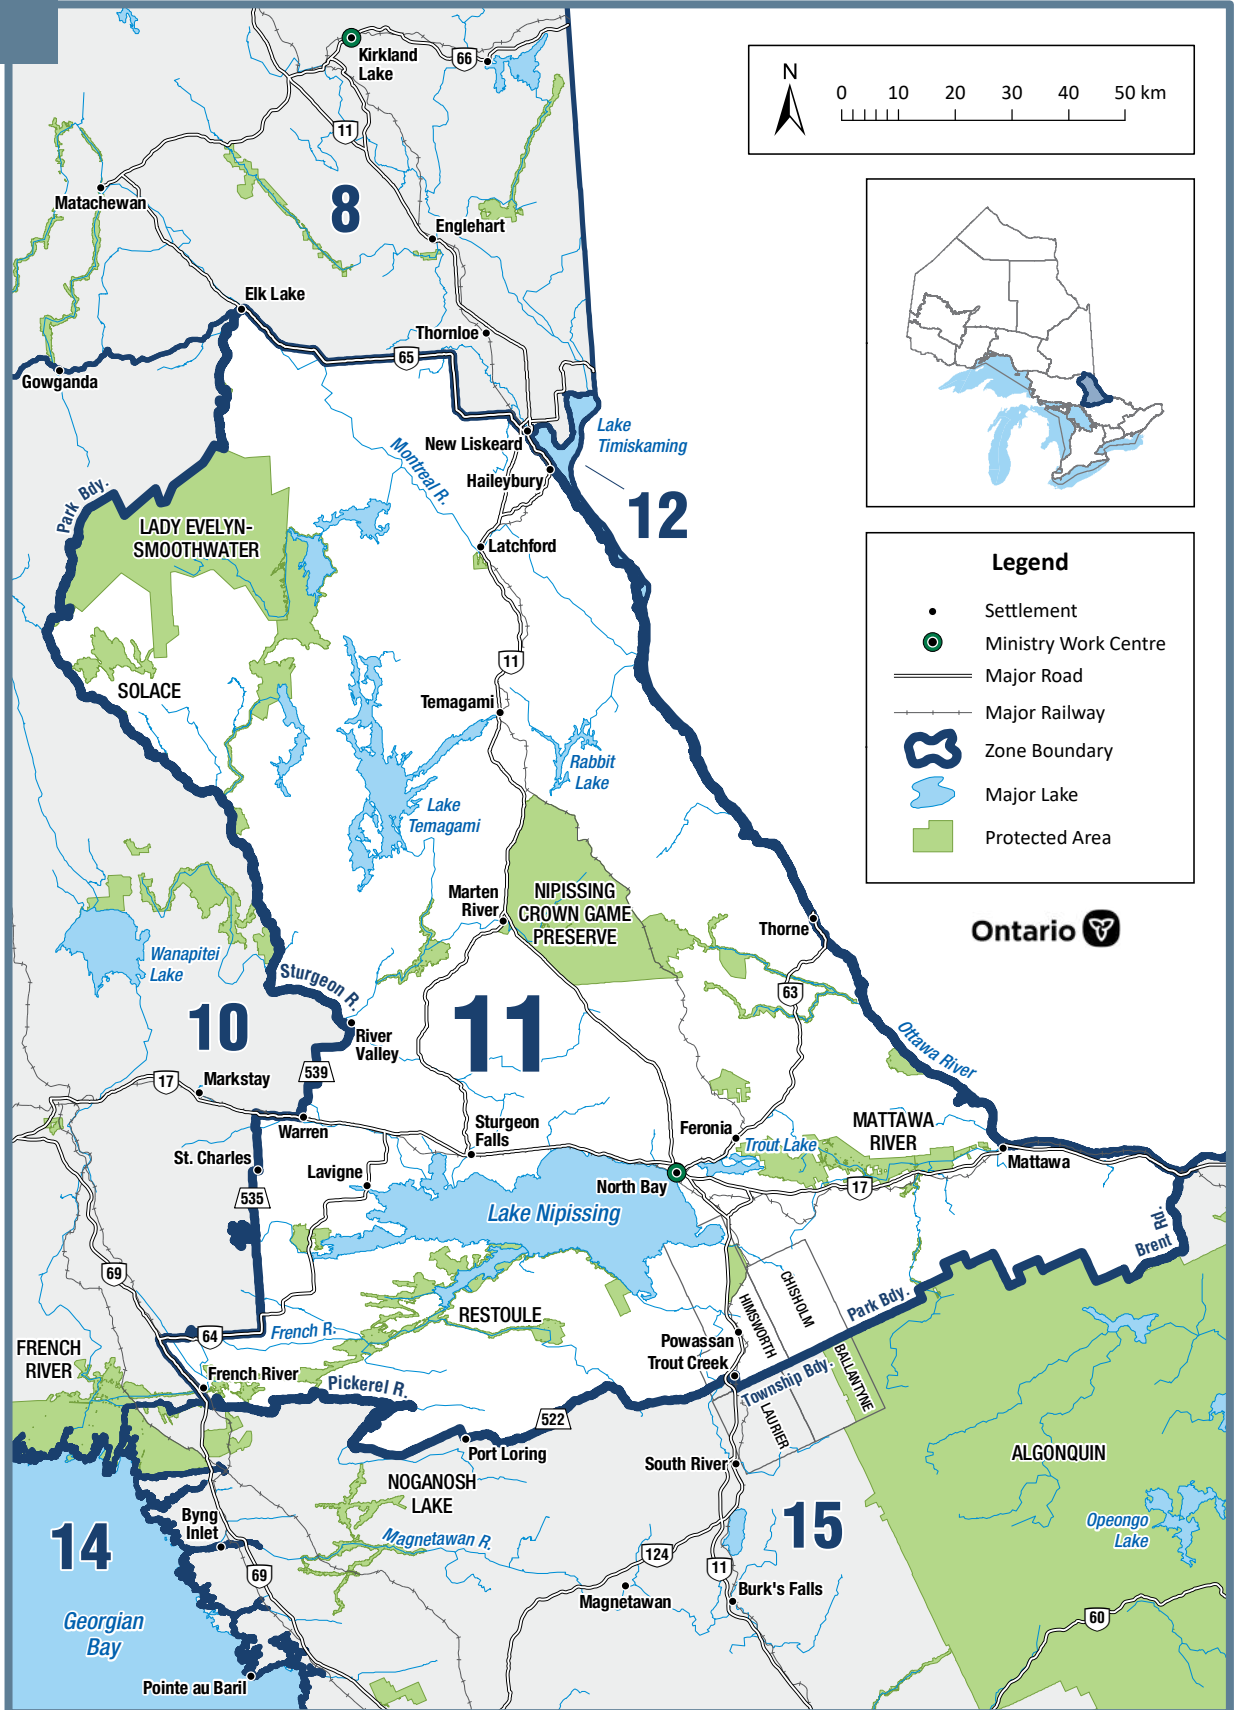 Kirkland
Lake
66
N
0 10 20 30 40 50 km
11
Matachewan
8
Englehart
Elk Lake
Thornloe
65
Gowganda
Lake
Timiskaming
New Liskeard
Montreal R.
Haileybury
12
Park Bdy.
LADY EVELYN-
SMOOTHWATER
Latchford
Legend
Settlement
Ministry Work Centre
Major Road
Major Railway
Zone Boundary
Major Lake
Protected Area
11
SOLACE
Temagami
Rabbit
Lake
Lake
Temagami
Marten
River
NIPISSING
CROWN GAME
PRESERVE
Thorne
Ontario
Wanapitei
Lake
Sturgeon R.
63
10
11
River
Valley
Ottawa River
539
17
Markstay
Warren
Sturgeon
Falls
Feronia
MATTAWA
RIVER
Trout Lake
St. Charles
Lavigne
North Bay
Mattawa
535
17
Lake Nipissing
Brent Rd.
69
CHISHOLM
HIMSWORTH
Park Bdy.
RESTOULE
64
French R.
FRENCH
RIVER
Powassan
Trout Creek
BALLANTYNE
French River
Pickerel R.
Township Bdy.
LAURIER
522
Port Loring
South River
ALGONQUIN
NOGANOSH
LAKE
Byng
Inlet
14
15
Opeongo
Lake
Magnetawan R.
124
11
69
Burk's Falls
Magnetawan
Georgian
Bay
60
Pointe au Baril